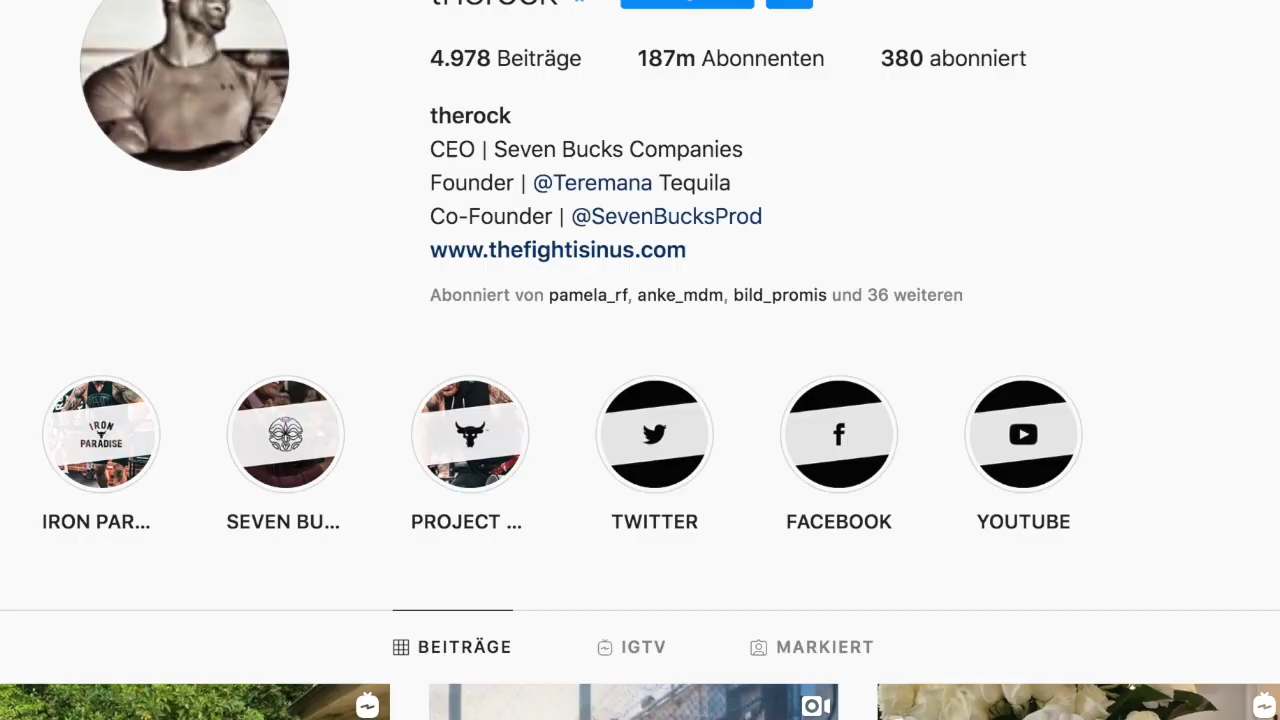 therock
4.978 Beiträge 187m Abonnenten 380 abonniert
therock
CEO | Seven Bucks Companies
Founder | @Teremana Tequila
Co-Founder | @SevenBucksProd
www.thefightisinus.com
Abonniert von pamela_rf, anke_mdm, bild_promis und 36 weiteren
IRON
PARADISE
IRON PAR... SEVEN BU... PROJECT ... TWITTER FACEBOOK YOUTUBE
BEITRÄGE IGTV MARKIERT